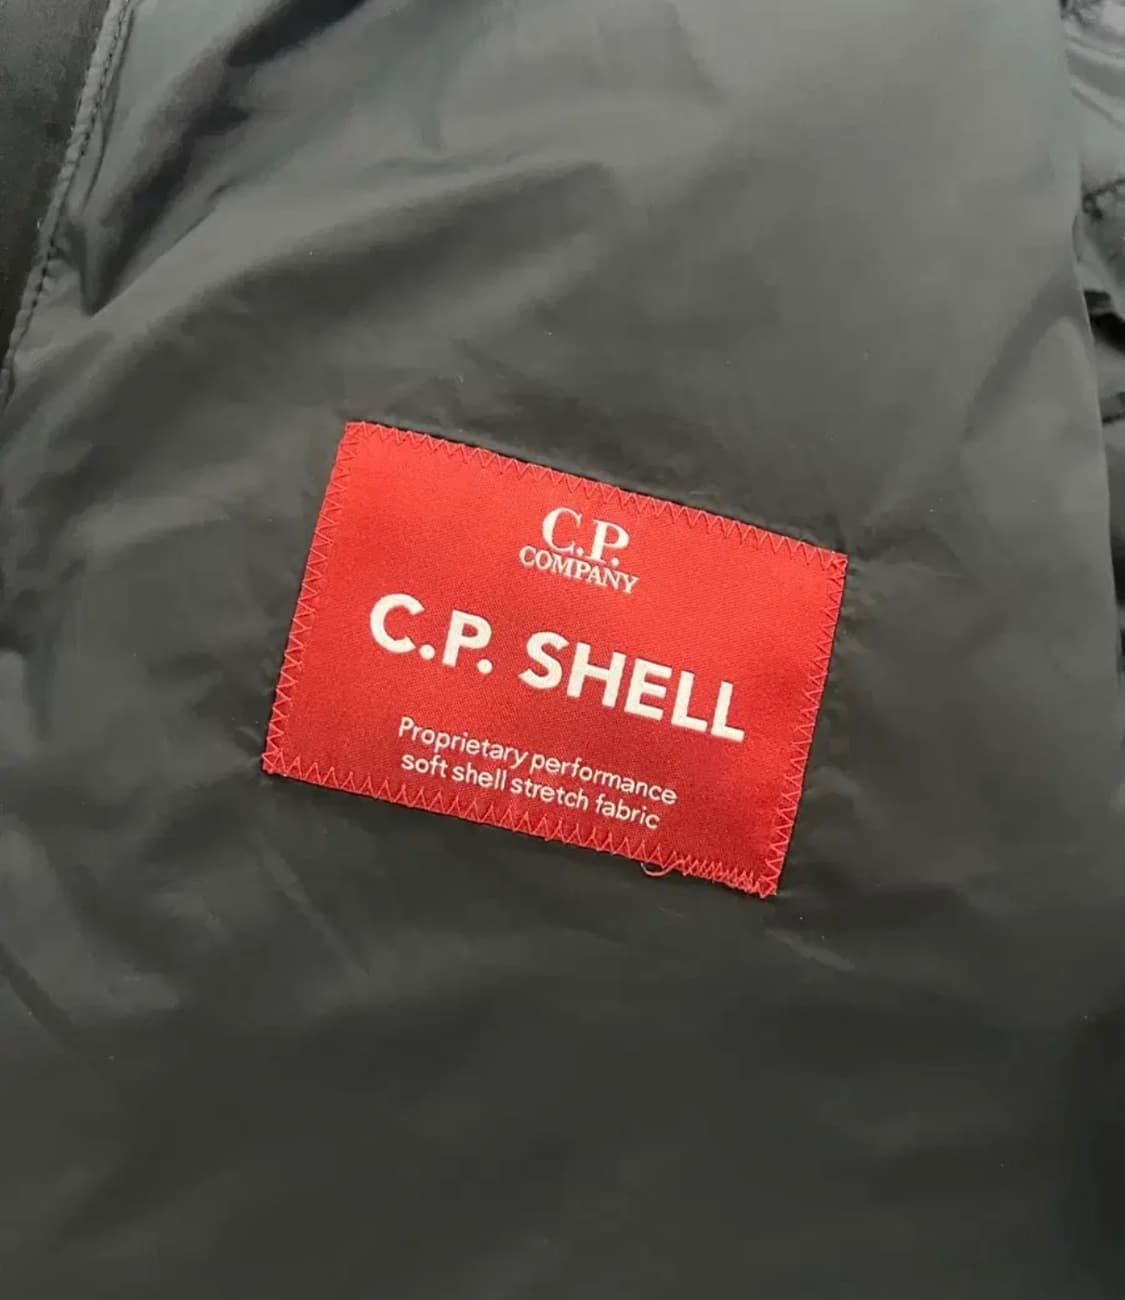 C.P.
COMPANY
C.P. SHELL
Proprietary performance
soft shell stretch fabric